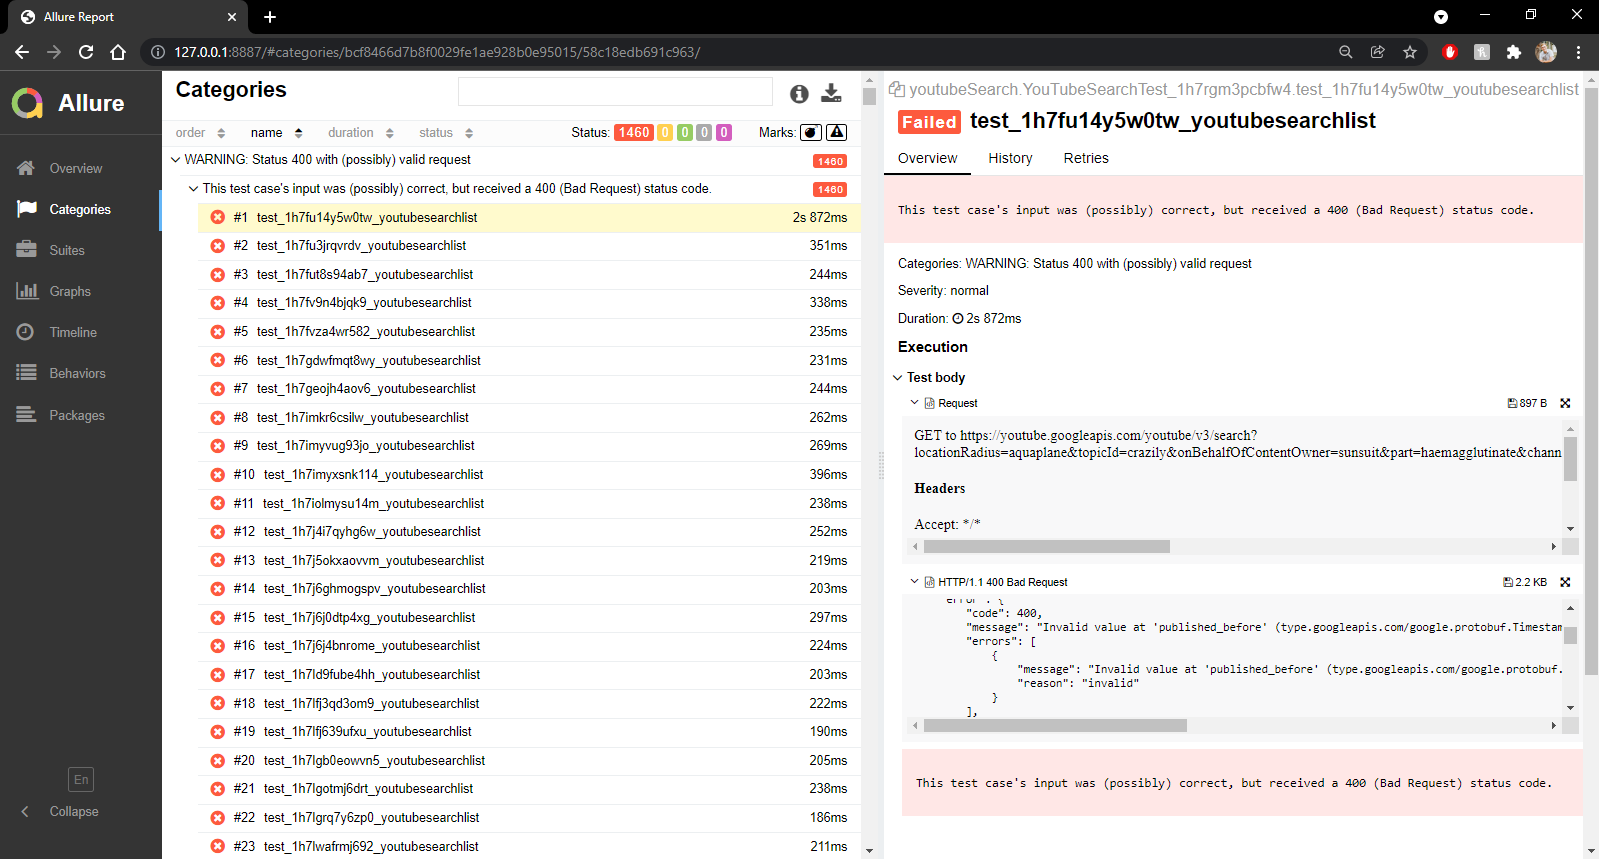 Allure Report
127.0.0.1:8887/#categories/bcf8466d7b8f0029fe1ae928b0e95015/58c18edb691c963/
Allure
Overview
Categories
Suites
Graphs
Timeline
Behaviors
Packages
En
Collapse
Categories
order name duration status Status: 1460 0 0 0 0 Marks:
WARNING: Status 400 with (possibly) valid request 1460
This test case's input was (possibly) correct, but received a 400 (Bad Request) status code. 1460
#1 test_1h7fu14y5w0tw_youtubesearchlist 2s 872ms
#2 test_1h7fu3jrqvrdv_youtubesearchlist 351ms
#3 test_1h7fut8s94ab7_youtubesearchlist 244ms
#4 test_1h7fv9n4bjqk9_youtubesearchlist 338ms
#5 test_1h7fvza4wr582_youtubesearchlist 235ms
#6 test_1h7gdwfmqt8wy_youtubesearchlist 231ms
#7 test_1h7geojh4aov6_youtubesearchlist 244ms
#8 test_1h7imkr6csilw_youtubesearchlist 262ms
#9 test_1h7imyvug93jo_youtubesearchlist 269ms
#10 test_1h7imyxsnk114_youtubesearchlist 396ms
#11 test_1h7iolmysu14m_youtubesearchlist 238ms
#12 test_1h7j4i7qyhg6w_youtubesearchlist 252ms
#13 test_1h7j5okxaovvm_youtubesearchlist 219ms
#14 test_1h7j6ghmogspv_youtubesearchlist 203ms
#15 test_1h7j6j0dtp4xg_youtubesearchlist 297ms
#16 test_1h7j6j4bnrome_youtubesearchlist 224ms
#17 test_1h7ld9fube4hh_youtubesearchlist 203ms
#18 test_1h7lfj3qd3om9_youtubesearchlist 222ms
#19 test_1h7lfj639ufxu_youtubesearchlist 190ms
#20 test_1h7lgb0eowvn5_youtubesearchlist 205ms
#21 test_1h7lgotmj6drt_youtubesearchlist 238ms
#22 test_1h7lgrq7y6zp0_youtubesearchlist 186ms
#23 test_1h7lwafrmj692_youtubesearchlist 211ms
youtubeSearch.YouTubeSearchTest_1h7rgm3pcbfw4.test_1h7fu14y5w0tw_youtubesearchlist
Failed test_1h7fu14y5w0tw_youtubesearchlist
Overview History Retries
This test case's input was (possibly) correct, but received a 400 (Bad Request) status code.
Categories: WARNING: Status 400 with (possibly) valid request
Severity: normal
Duration: 2s 872ms
Execution
Test body
Request 897 B
GET to https://youtube.googleapis.com/youtube/v3/search?
locationRadius=aquaplane&topicId=crazily&onBehalfOfContentOwner=sunsuit&part=haemagglutinate&chann
Headers
Accept: */*
HTTP/1.1 400 Bad Request 2.2 KB
error": {
"code": 400,
"message": "Invalid value at 'published_before' (type.googleapis.com/google.protobuf.Timestam
"errors": [
{
"message": "Invalid value at 'published_before' (type.googleapis.com/google.protobuf.
"reason": "invalid"
}
],
This test case's input was (possibly) correct, but received a 400 (Bad Request) status code.